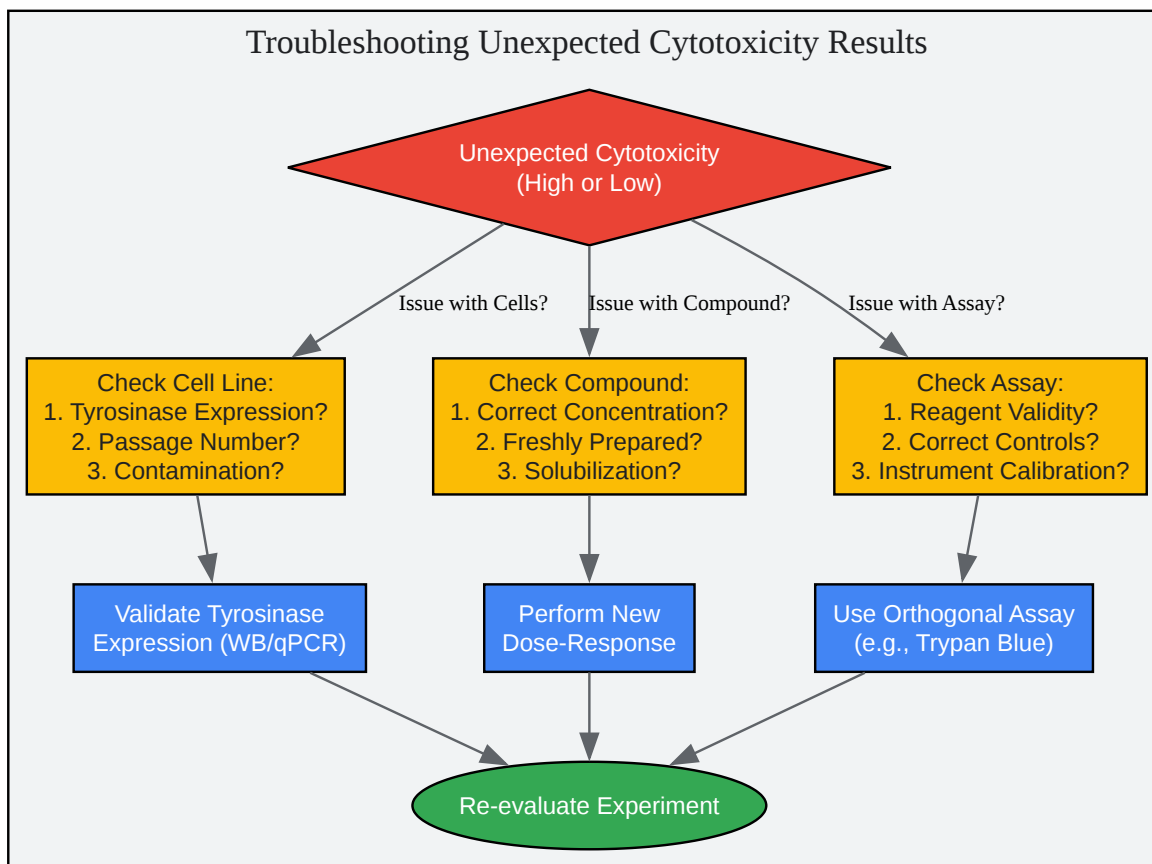 Troubleshooting Unexpected Cytotoxicity Results
Unexpected Cytotoxicity
(High or Low)
Issue with Cells?
Issue with Compound?
Issue with Assay?
Check Cell Line:
1. Tyrosinase Expression?
2. Passage Number?
3. Contamination?
Check Compound:
1. Correct Concentration?
2. Freshly Prepared?
3. Solubilization?
Check Assay:
1. Reagent Validity?
2. Correct Controls?
3. Instrument Calibration?
Validate Tyrosinase
Expression (WB/qPCR)
Perform New
Dose-Response
Use Orthogonal Assay
(e.g., Trypan Blue)
Re-evaluate Experiment